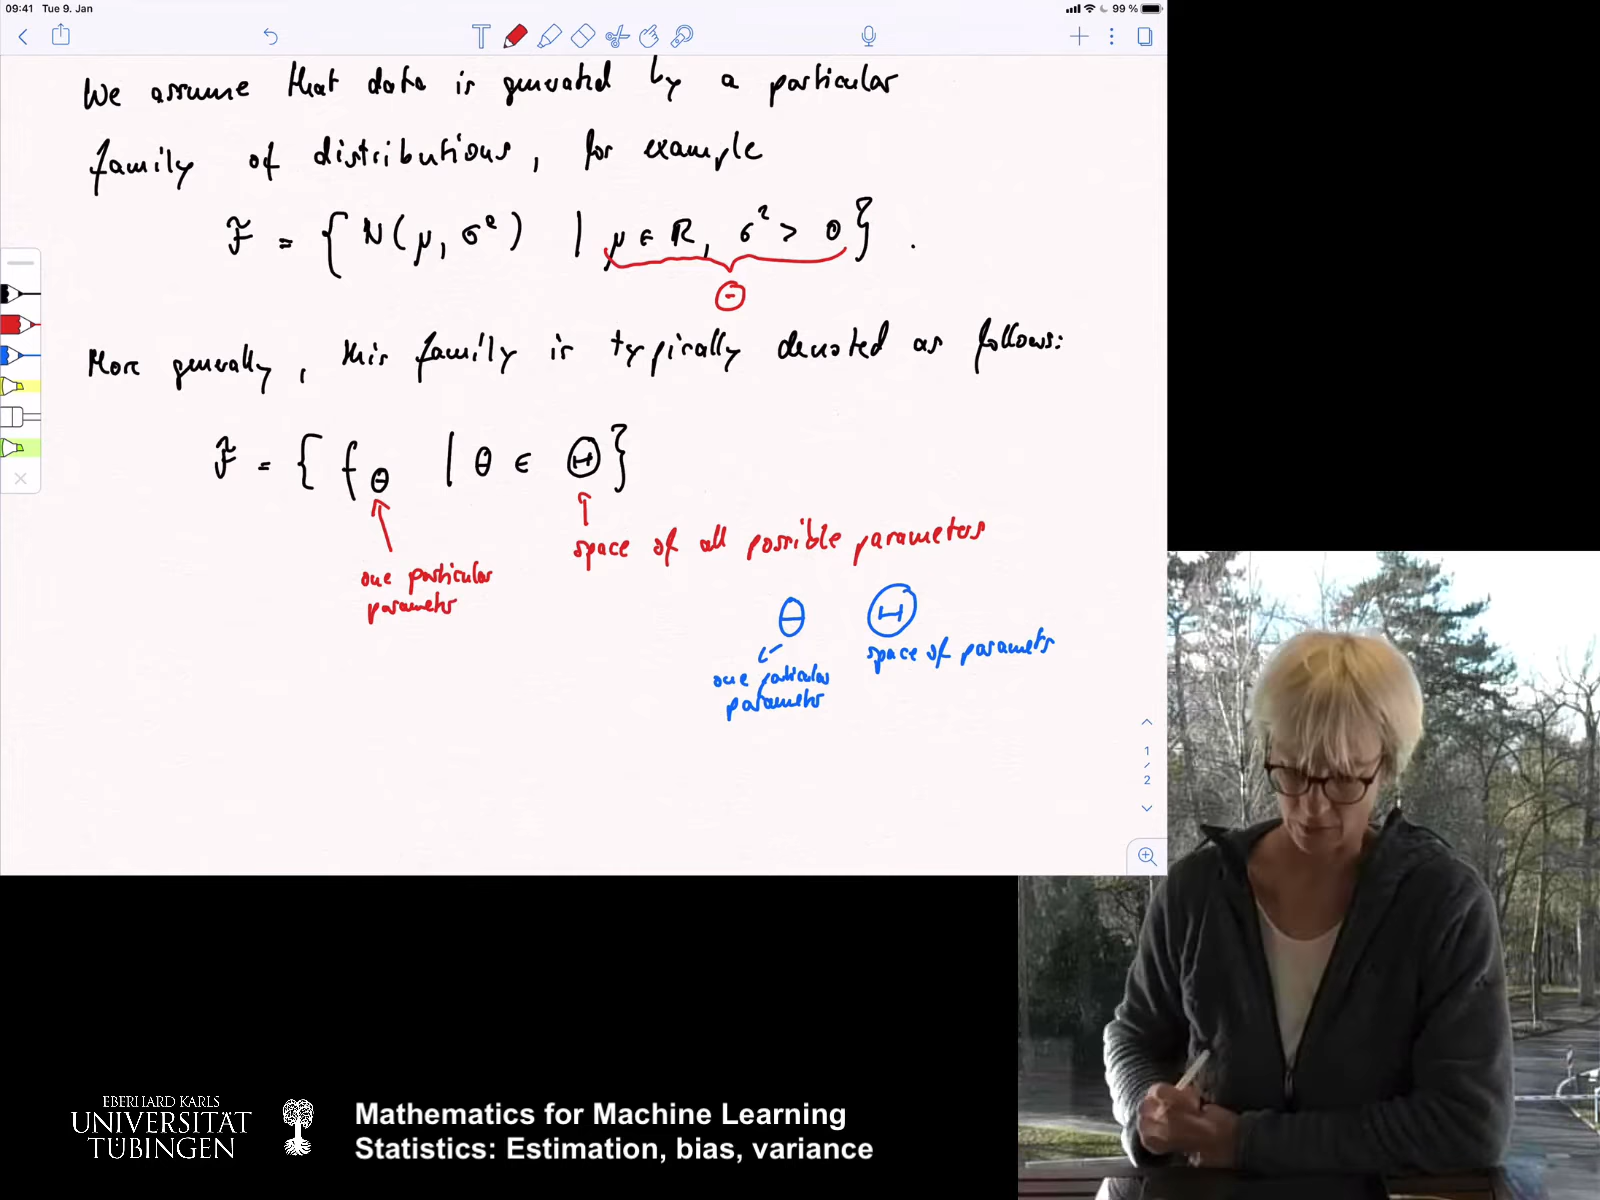 09:41 Tue 9. Jan 99 %
We assume that data is generated by a particular
family of distributions, for example
F = { N(μ, σ²) | μ ∈ R, σ² > 0 } .
Θ
More generally, this family is typically denoted as follows:
F = { f_θ | θ ∈ Θ }
space of all possible parameters
one particular
parameter
θ Θ
space of paramets
one particular
parameter
1
/
2
EBERHARD KARLS
UNIVERSITÄT
TÜBINGEN
Mathematics for Machine Learning
Statistics: Estimation, bias, variance